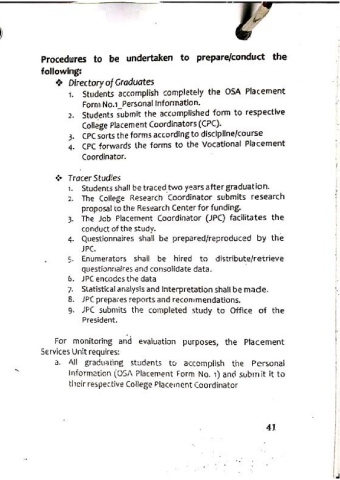 Procedures to be undertaken to prepare/conduct the
following:
❖ Directory of Graduates
1. Students accomplish completely the OSA Placement
Form No.1_Personal Information.
2. Students submit the accomplished form to respective
College Placement Coordinators (CPC).
3. CPC sorts the forms according to discipline/course
4. CPC forwards the forms to the Vocational Placement
Coordinator.
❖ Tracer Studies
1. Students shall be traced two years after graduation.
2. The College Research Coordinator submits research
proposal to the Research Center for funding.
3. The Job Placement Coordinator (JPC) facilitates the
conduct of the study.
4. Questionnaires shall be prepared/reproduced by the
JPC.
5. Enumerators shall be hired to distribute/retrieve
questionnaires and consolidate data.
6. JPC encodes the data
7. Statistical analysis and interpretation shall be made.
8. JPC prepares reports and recommendations.
9. JPC submits the completed study to Office of the
President.
For monitoring and evaluation purposes, the Placement
Services Unit requires:
a. All graduating students to accomplish the Personal
Information (OSA Placement Form No. 1) and submit it to
their respective College Placement Coordinator
41